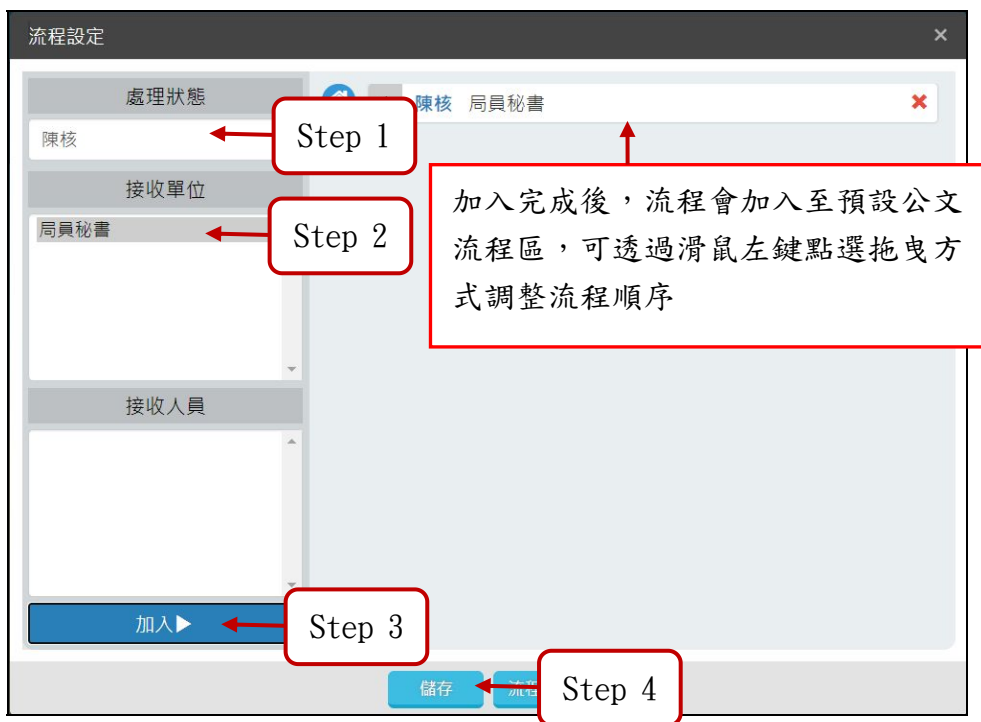 流程設定
處理狀態
陳核 局員秘書
陳核
Step 1
接收單位
加入完成後，流程會加入至預設公文
流程區，可透過滑鼠左鍵點選拖曳方
式調整流程順序
局員秘書
Step 2
接收人員
加入▶
Step 3
儲存
流程
Step 4